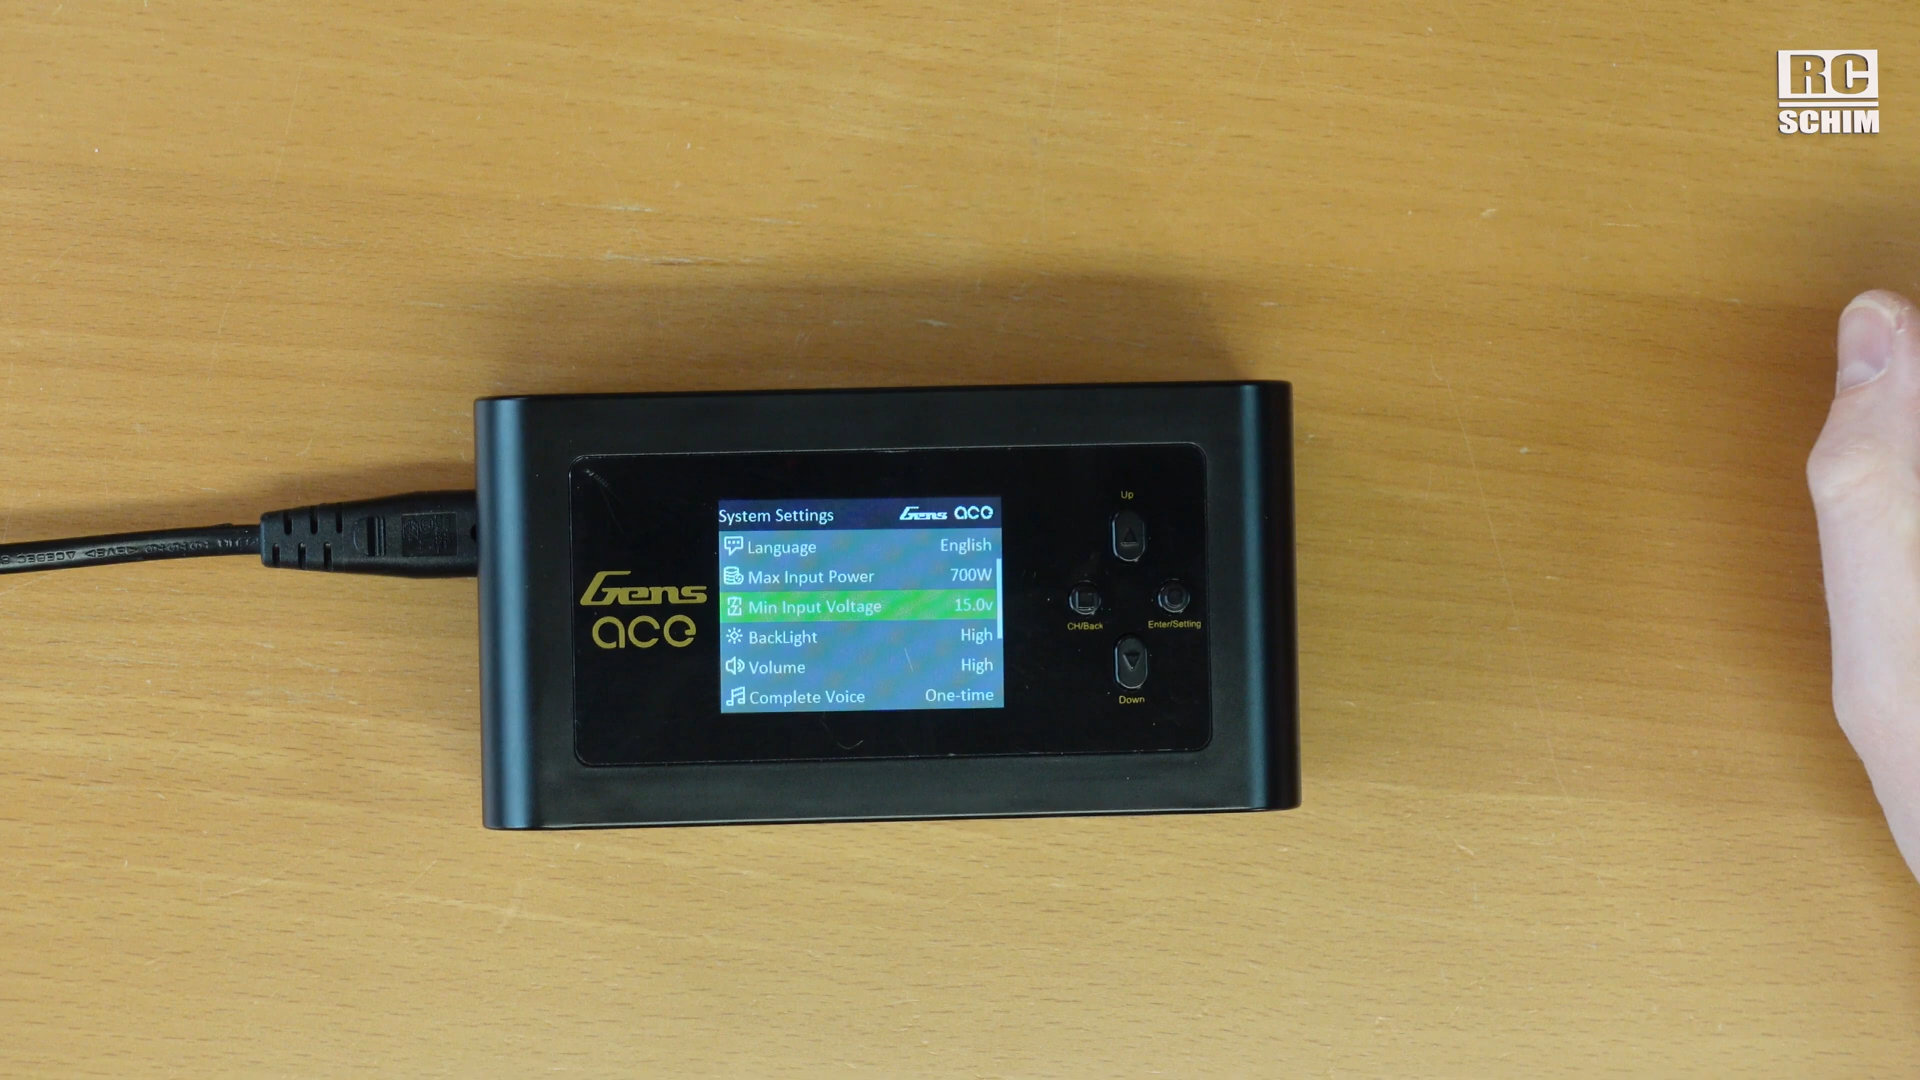 RC
SCHIM
Up
System Settings Gens ace
Language English
Max Input Power 700W
Min Input Voltage 15.0v
BackLight High
Volume High
Complete Voice One-time
Gens
ace
CH/Back
Enter/Setting
Down